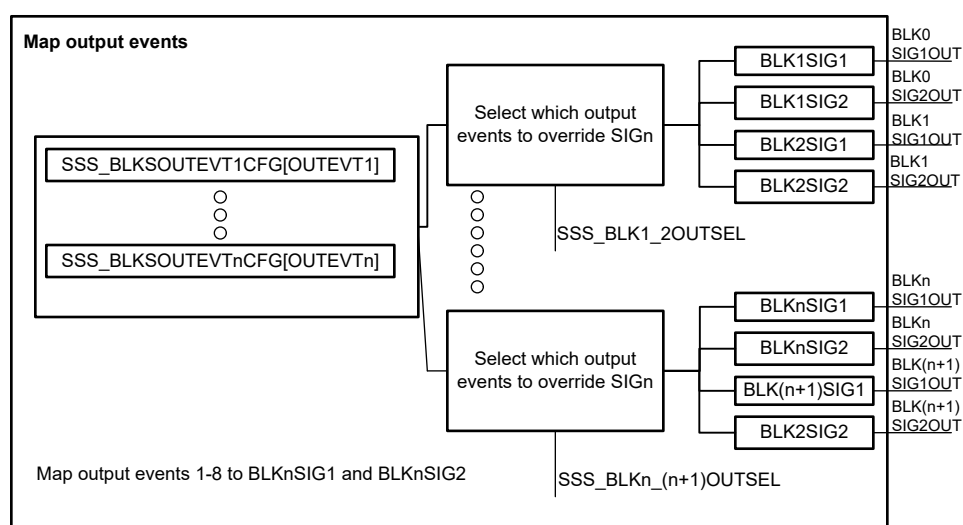 Map output events
SSS_BLKSOUTEVT1CFG[OUTEVT1]
SSS_BLKSOUTEVTnCFG[OUTEVTn]
Select which output
events to override SIGn
SSS_BLK1_2OUTSEL
BLK1SIG1
BLK1SIG2
BLK2SIG1
BLK2SIG2
BLK0
SIG1OUT
BLK0
SIG2OUT
BLK1
SIG1OUT
BLK1
SIG2OUT
Select which output
events to override SIGn
SSS_BLKn_(n+1)OUTSEL
BLKnSIG1
BLKnSIG2
BLK(n+1)SIG1
BLK2SIG2
BLKn
SIG1OUT
BLKn
SIG2OUT
BLK(n+1)
SIG1OUT
BLK(n+1)
SIG2OUT
Map output events 1-8 to BLKnSIG1 and BLKnSIG2